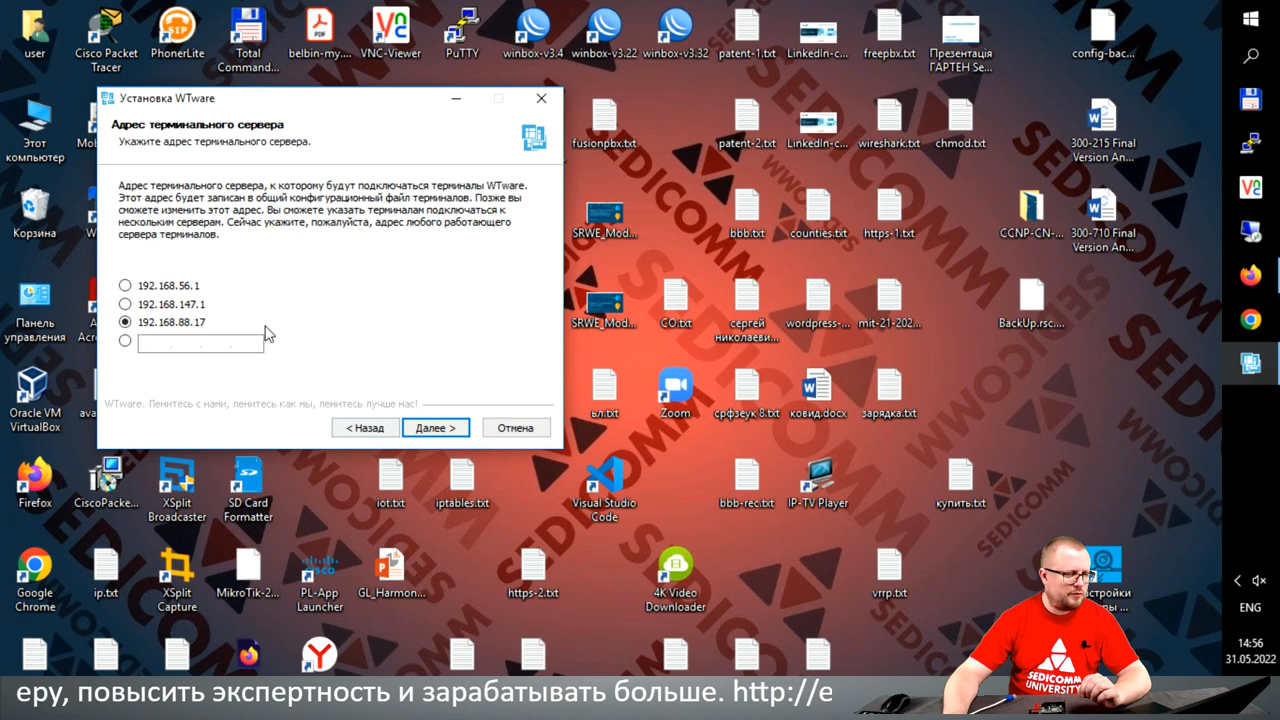 user
Cisco Packet
Tracer
PhonerLite
Total
Command...
belbin-my...
VNC-Viewer
PuTTY
winbox-v3.4
winbox-v3.22
winbox-v3.32
patent-1.txt
LinkedIn-c...
freepbx.txt
Презентація
ГАРТЕН Se...
config-bac...
Установка WTware
Адрес терминального сервера
Укажите адрес терминального сервера.
Адрес терминального сервера, к которому будут подключаться терминалы WTware.
Этот адрес будет записан в общий конфигурационный файл терминалов. Позже вы
сможете изменить этот адрес. Вы сможете указать терминалам подключаться к
нескольким серверам. Сейчас укажите, пожалуйста, адрес любого работающего
сервера терминалов.
192.168.56.1
192.168.147.1
192.168.88.17
WTware. Ленитесь с нами, ленитесь как мы, ленитесь лучше нас!
< Назад
Далее >
Отмена
Этот
компьютер
fusionpbx.txt
patent-2.txt
LinkedIn-c...
wireshark.txt
chmod.txt
300-215 Final
Version An...
Корзина
SRWE_Mod...
bbb.txt
counties.txt
https-1.txt
CCNP-CN-...
300-710 Final
Version An...
Панель
управления
SRWE_Mod...
CO.txt
сергей
николаеви...
wordpress-...
mit-21-202...
BackUp.rsc....
Oracle VM
VirtualBox
ьл.txt
Zoom
српфзеук 8.txt
ковид.docx
зарядка.txt
Firefox
CiscoPacke...
XSplit
Broadcaster
SD Card
Formatter
iot.txt
iptables.txt
Visual Studio
Code
bbb-rec.txt
IP-TV Player
купить.txt
Google
Chrome
ip.txt
XSplit
Capture
MikroTik-2...
PL-App
Launcher
GL_Harmon...
https-2.txt
4K Video
Downloader
vrrp.txt
ENG
14:56
31.05.2022
SEDICOMM
UNIVERSITY
еру, повысить экспертность и зарабатывать больше. http://e